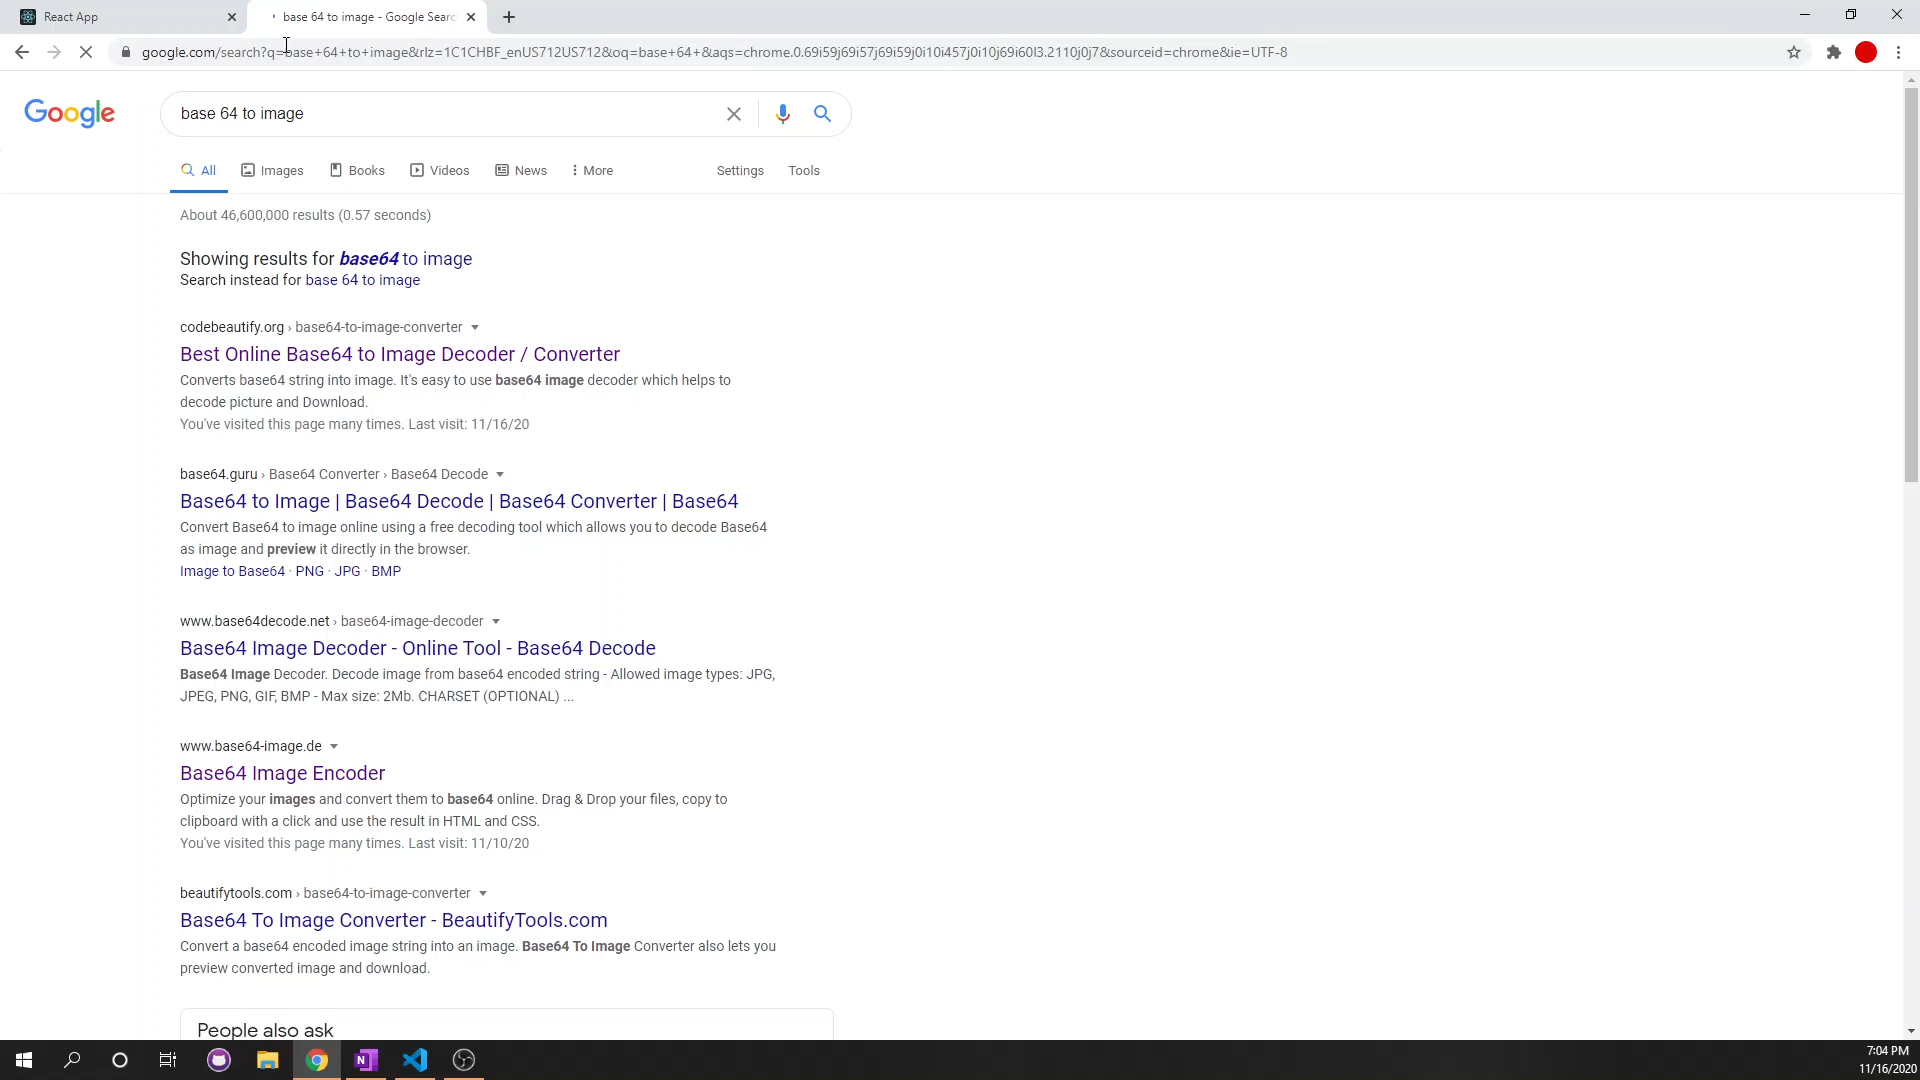 React App
base 64 to image - Google Sear
google.com/search?q=base+64+to+image&rlz=1C1CHBF_enUS712US712&oq=base+64+&aqs=chrome.0.69i59j69i57j69i59j0i10i457j0i10j69i60l3.2110j0j7&sourceid=chrome&ie=UTF-8
Google
base 64 to image
All Images Books Videos News More Settings Tools
About 46,600,000 results (0.57 seconds)
Showing results for base64 to image
Search instead for base 64 to image
codebeautify.org › base64-to-image-converter
Best Online Base64 to Image Decoder / Converter
Converts base64 string into image. It's easy to use base64 image decoder which helps to
decode picture and Download.
You've visited this page many times. Last visit: 11/16/20
base64.guru › Base64 Converter › Base64 Decode
Base64 to Image | Base64 Decode | Base64 Converter | Base64
Convert Base64 to image online using a free decoding tool which allows you to decode Base64
as image and preview it directly in the browser.
Image to Base64 · PNG · JPG · BMP
www.base64decode.net › base64-image-decoder
Base64 Image Decoder - Online Tool - Base64 Decode
Base64 Image Decoder. Decode image from base64 encoded string - Allowed image types: JPG,
JPEG, PNG, GIF, BMP - Max size: 2Mb. CHARSET (OPTIONAL) ...
www.base64-image.de
Base64 Image Encoder
Optimize your images and convert them to base64 online. Drag & Drop your files, copy to
clipboard with a click and use the result in HTML and CSS.
You've visited this page many times. Last visit: 11/10/20
beautifytools.com › base64-to-image-converter
Base64 To Image Converter - BeautifyTools.com
Convert a base64 encoded image string into an image. Base64 To Image Converter also lets you
preview converted image and download.
People also ask
N
7:04 PM
11/16/2020